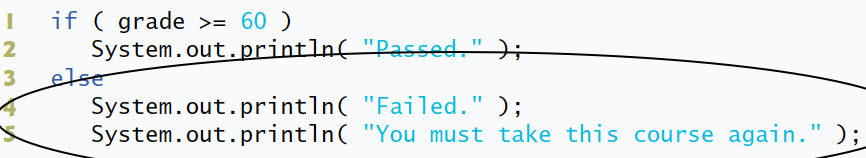 1 if ( grade >= 60 )
2 System.out.println( "Passed." );
3 else
4 System.out.println( "Failed." );
5 System.out.println( "You must take this course again." );